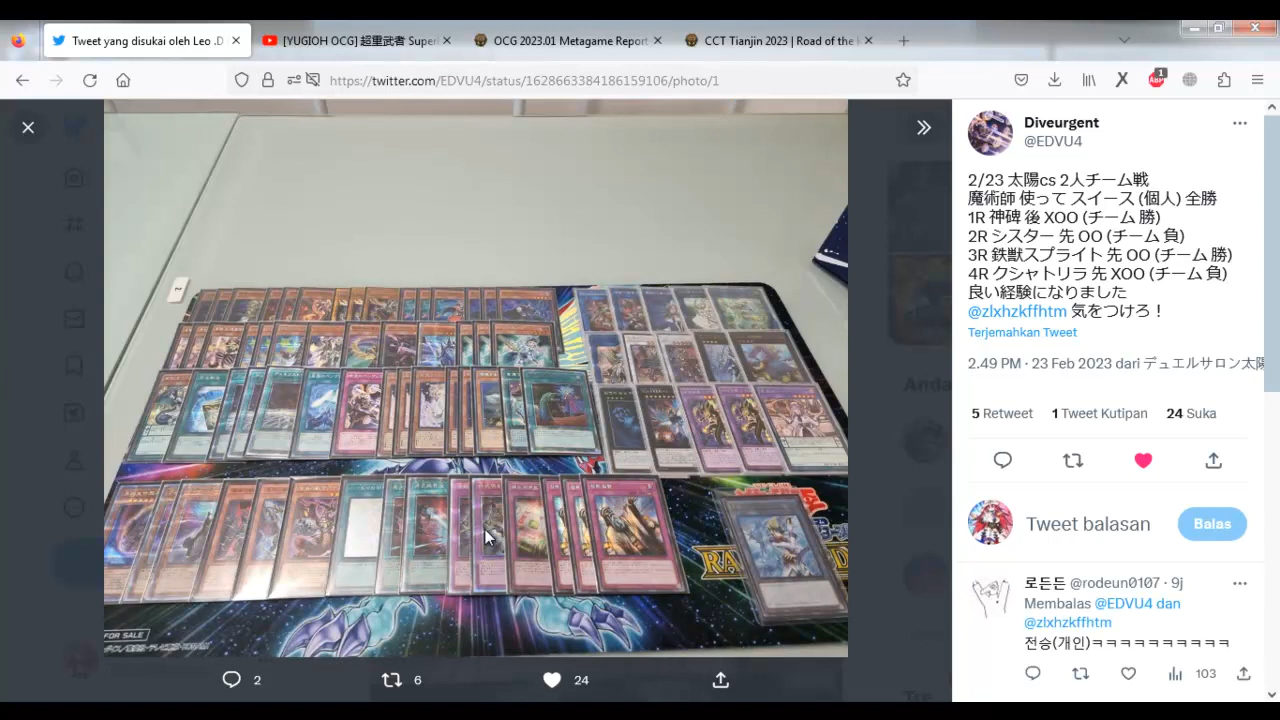 Tweet yang disukai oleh Leo .D
[YUGIOH OCG] 超重武者 Super
OCG 2023.01 Metagame Report
CCT Tianjin 2023 | Road of the
https://twitter.com/EDVU4/status/1628663384186159106/photo/1
1
Diveurgent
@EDVU4
2/23 太陽cs 2人チーム戦
魔術師 使って スイース (個人) 全勝
1R 神碑 後 XOO (チーム 勝)
2R シスター 先 OO (チーム 負)
3R 鉄獣スプライト 先 OO (チーム 勝)
4R クシャトリラ 先 XOO (チーム 負)
良い経験になりました
@zlxhzkffhtm 気をつけろ！
Terjemahkan Tweet
2.49 PM · 23 Feb 2023 dari デュエルサロン太陽
5 Retweet 1 Tweet Kutipan 24 Suka
Tweet balasan
Balas
로든든 @rodeun0107 · 9j
Membalas @EDVU4 dan
@zlxhzkffhtm
전승(개인)ㅋㅋㅋㅋㅋㅋㅋㅋㅋㅋ
103
FOR SALE
2 6 24